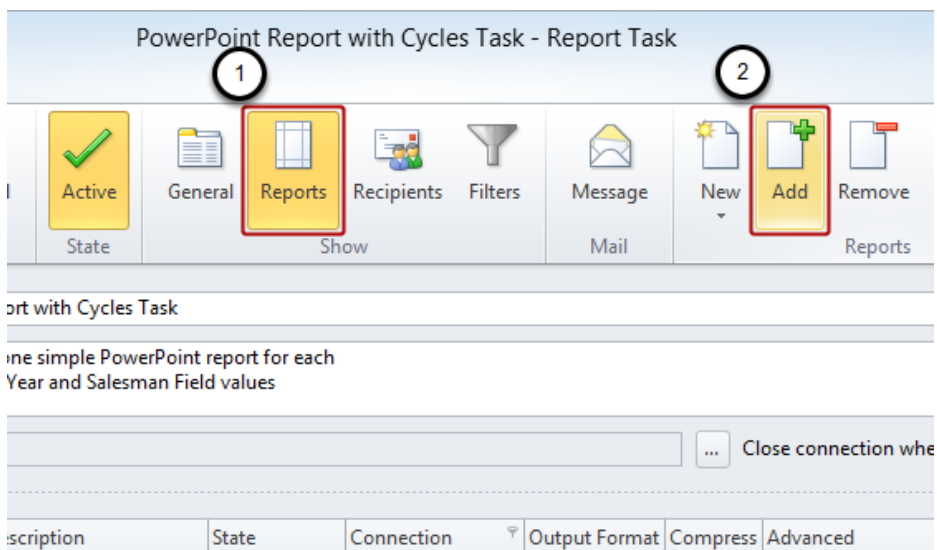 PowerPoint Report with Cycles Task - Report Task
1
2
Active
General
Reports
Recipients
Filters
Message
New
Add
Remove
State
Show
Mail
Reports
ort with Cycles Task
one simple PowerPoint report for each
Year and Salesman Field values
...
Close connection whe
escription
State
Connection
Output Format
Compress
Advanced